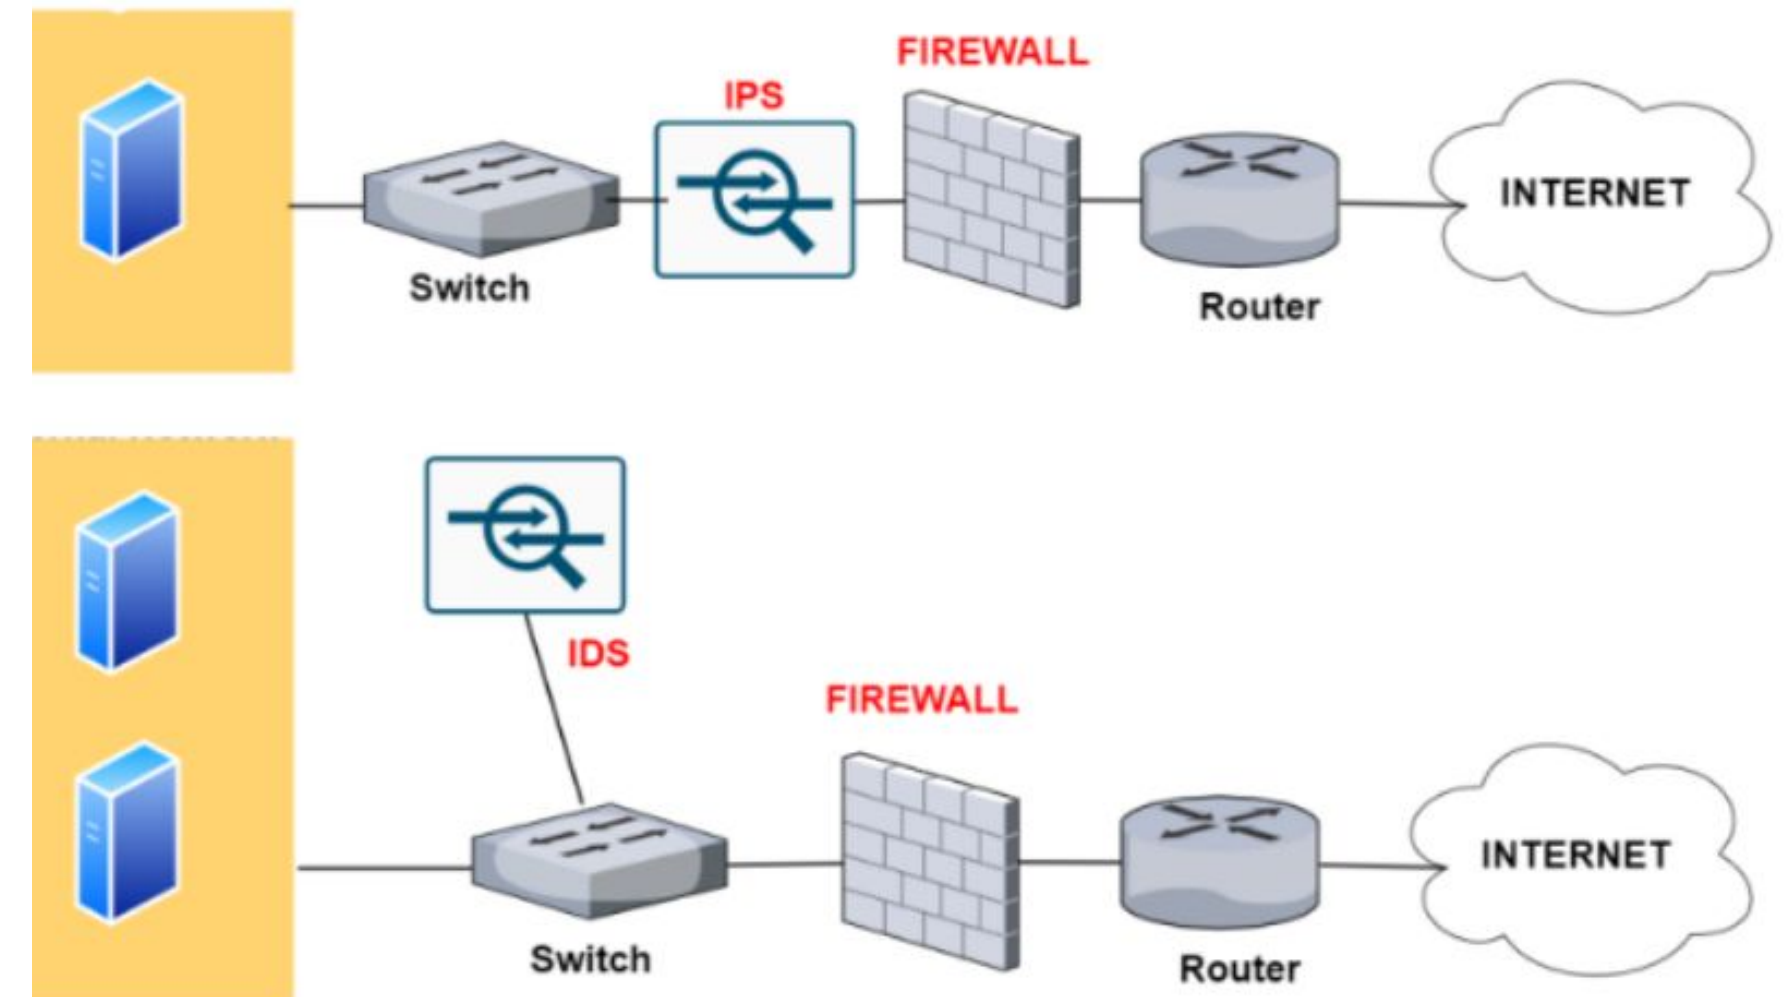 FIREWALL
IPS
INTERNET
Switch
Router
IDS
FIREWALL
INTERNET
Switch
Router